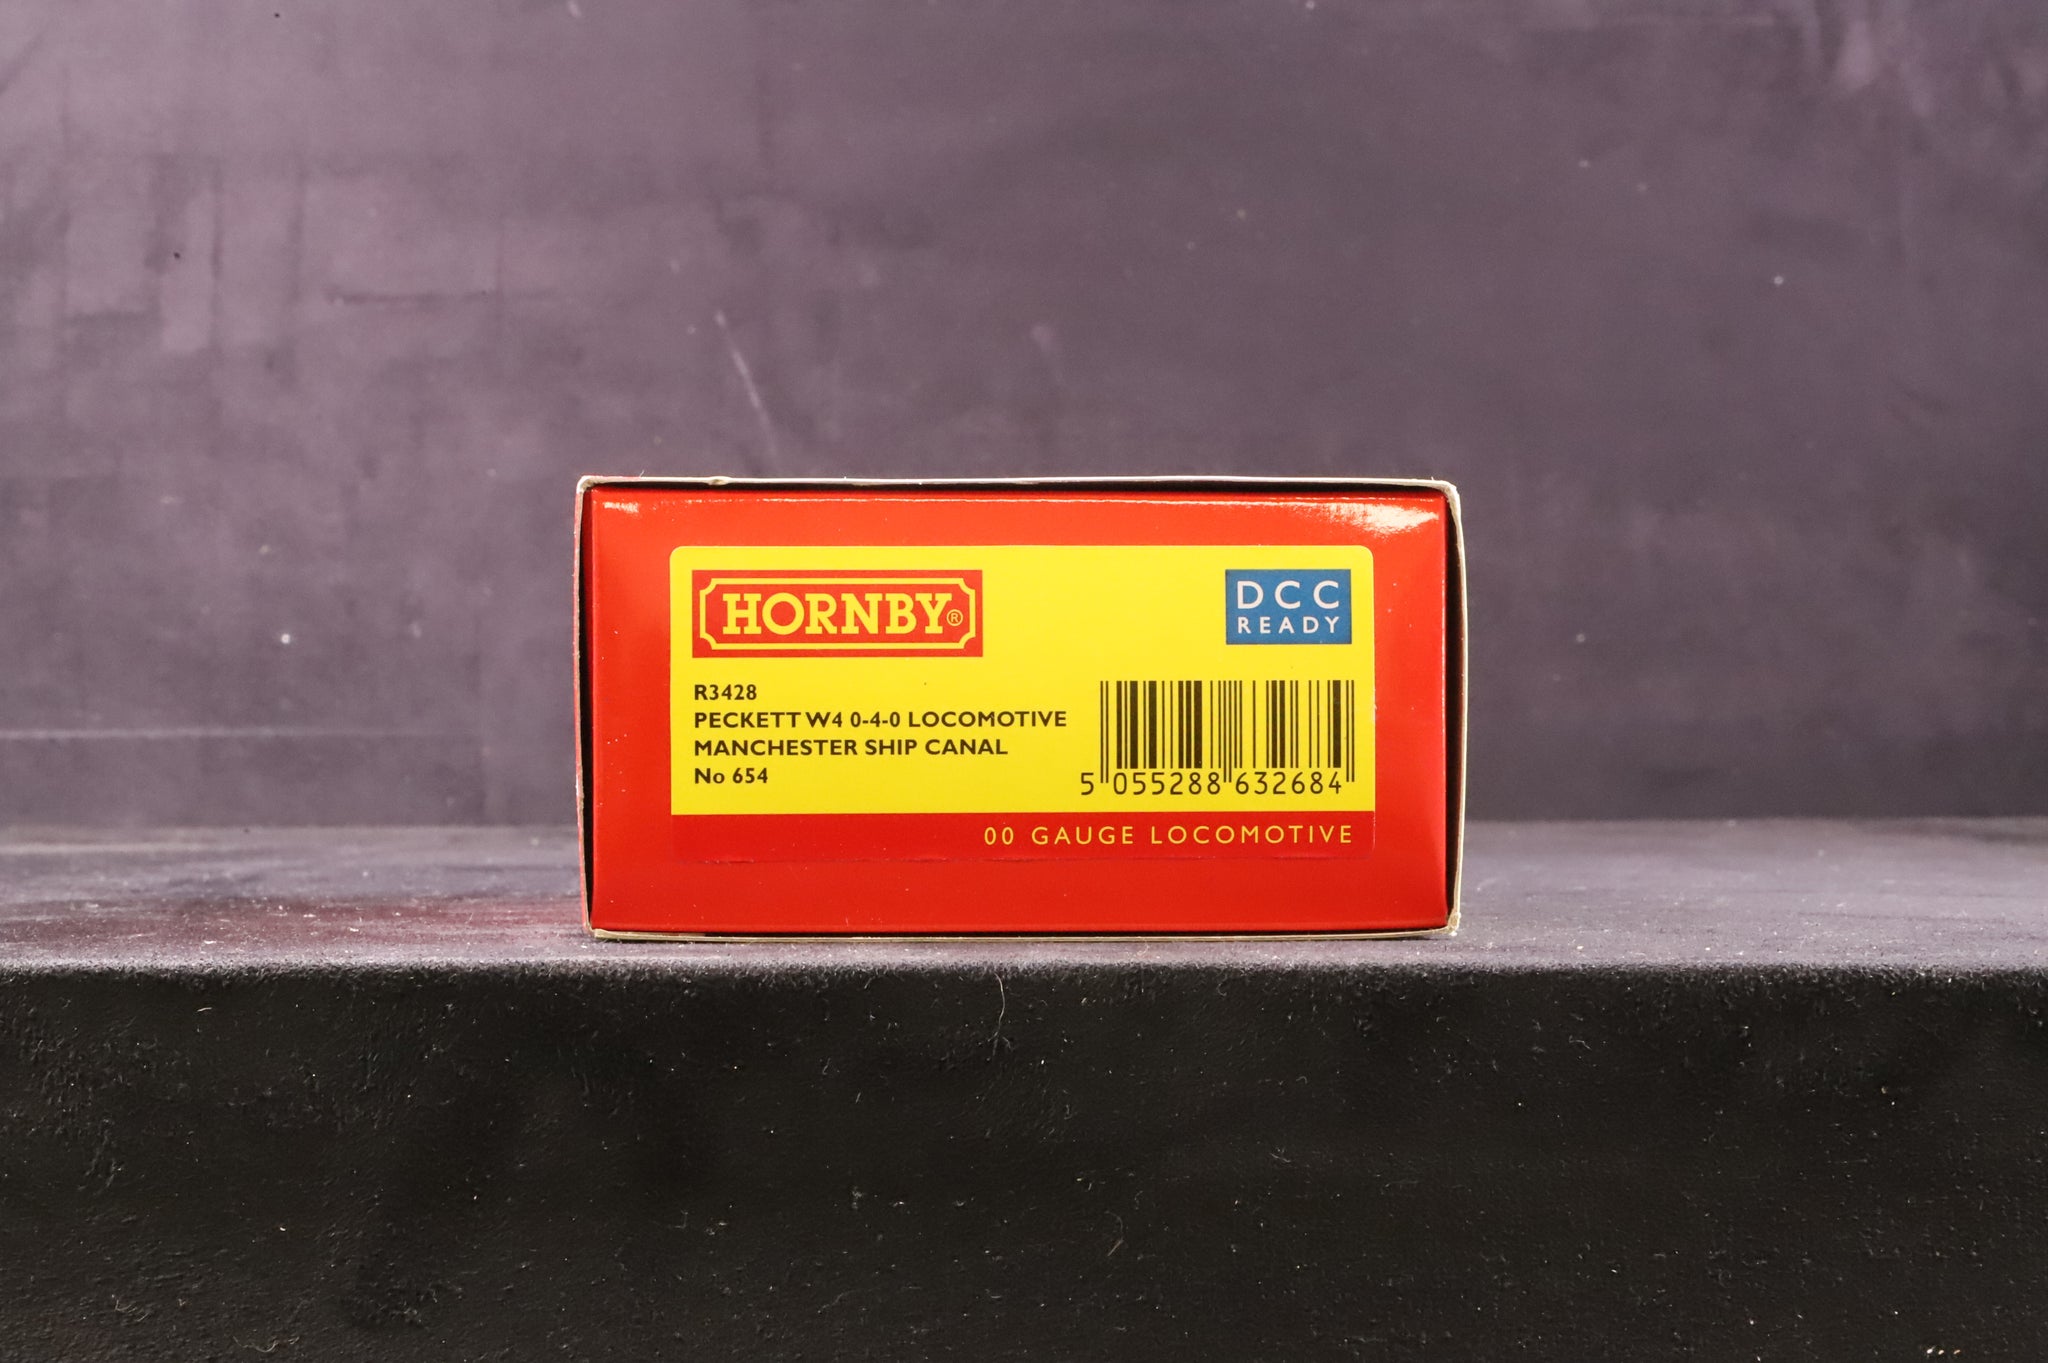 HORNBY®
DCC
READY
R3428
PECKETT W4 0-4-0 LOCOMOTIVE
MANCHESTER SHIP CANAL
No 654
5 055288 632684
00 GAUGE LOCOMOTIVE